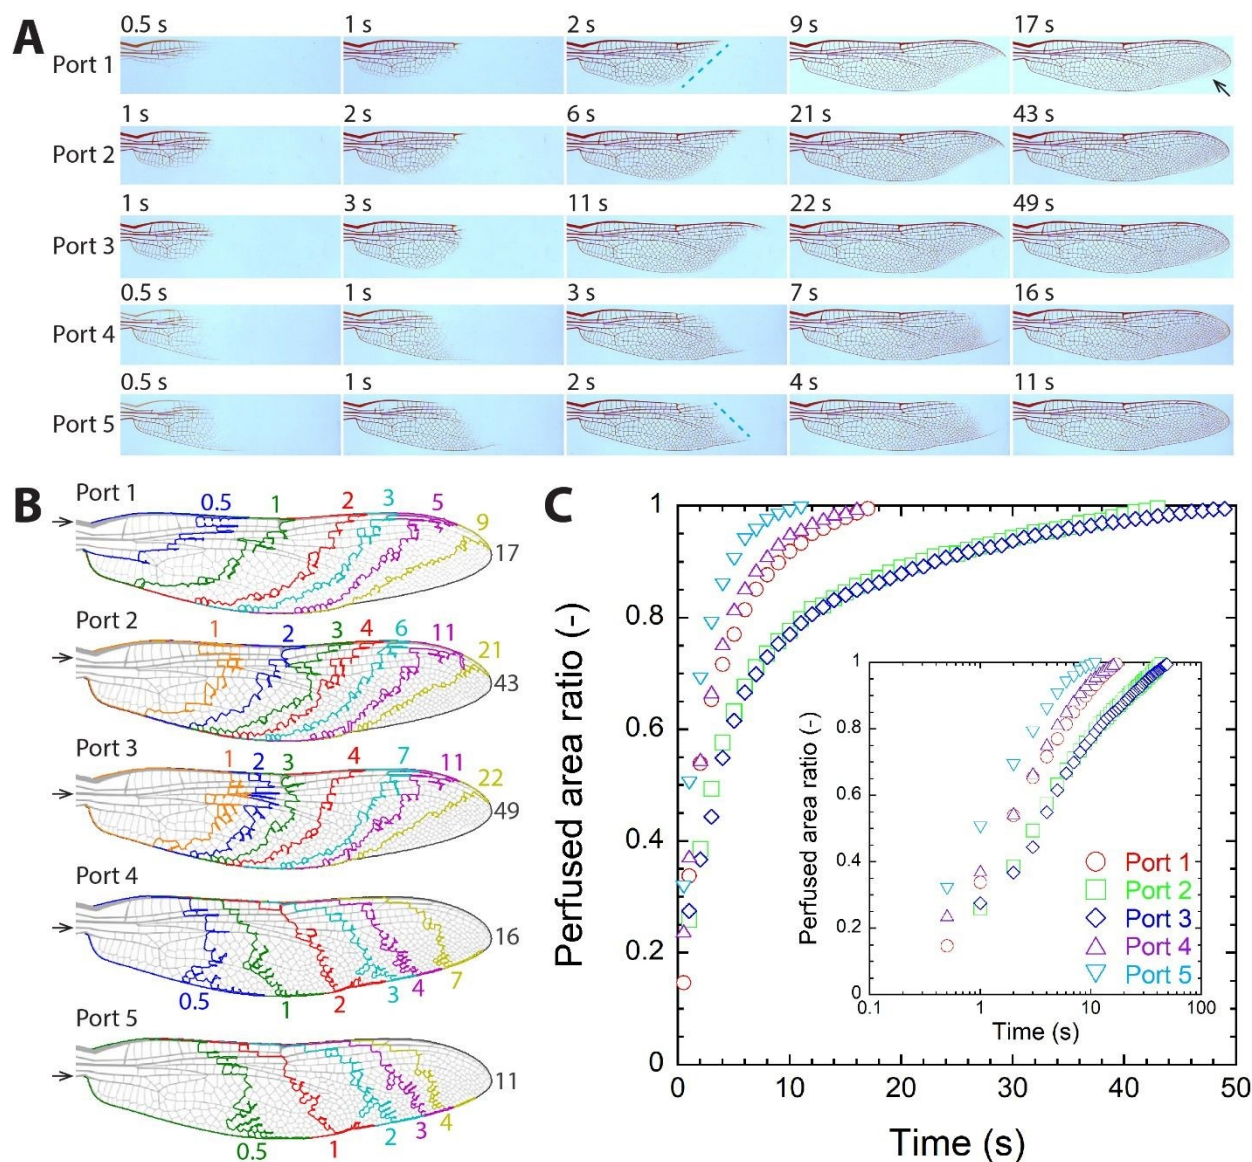 A
0.5 s 1 s 2 s 9 s 17 s
Port 1
1 s 2 s 6 s 21 s 43 s
Port 2
1 s 3 s 11 s 22 s 49 s
Port 3
0.5 s 1 s 3 s 7 s 16 s
Port 4
0.5 s 1 s 2 s 4 s 11 s
Port 5
B
Port 1
0.5 1 2 3 5 9 17
Port 2
1 2 3 4 6 11 21 43
Port 3
1 2 3 4 7 11 22 49
Port 4
0.5 1 2 3 4 7 16
Port 5
0.5 1 2 3 4 11
C
Perfused area ratio (-)
1
0.8
0.6
0.4
0.2
0
0 10 20 30 40 50
Time (s)
Perfused area ratio (-)
1
0.8
0.6
0.4
0.2
0
0.1 1 10 100
Time (s)
Port 1
Port 2
Port 3
Port 4
Port 5